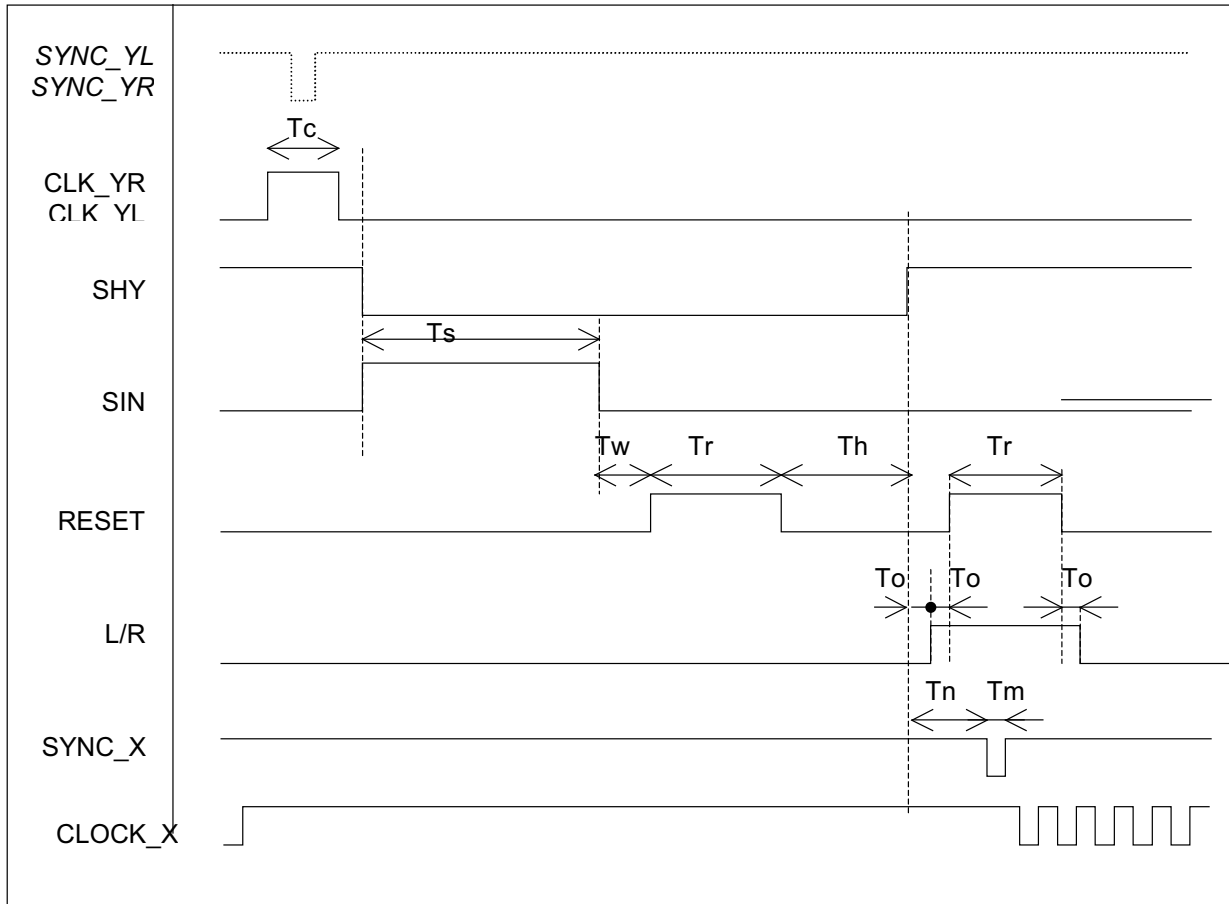 SYNC_YL
SYNC_YR
Tc
CLK_YR
CLK_YL
SHY
Ts
SIN
Tw Tr Th Tr
RESET
To To To
L/R
Tn Tm
SYNC_X
CLOCK_X